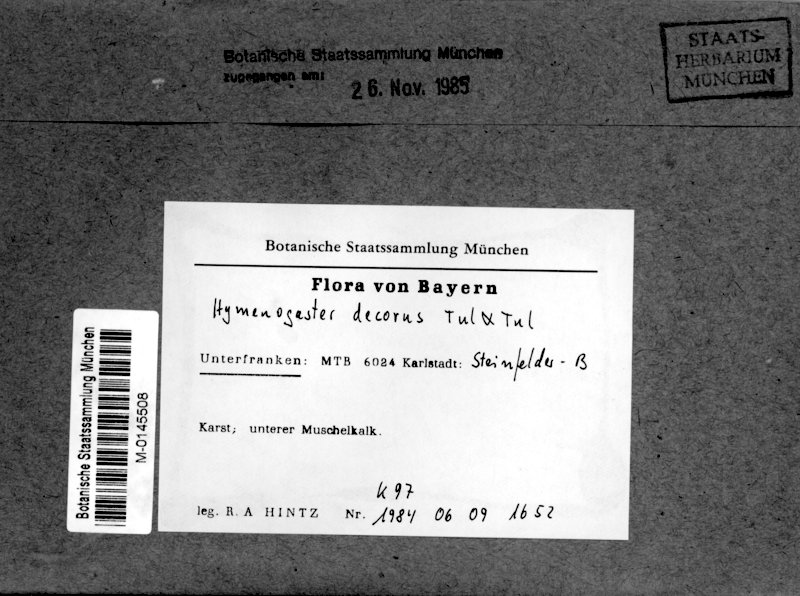 Botanische Staatssammlung München
zugegangen am:
26. Nov. 1985
STAATS-
HERBARIUM
MÜNCHEN
Botanische Staatssammlung München
Flora von Bayern
Hymenogaster decorus Tul & Tul
Unterfranken: MTB 6024 Karlstadt: Steinfelder - B
Karst; unterer Muschelkalk.
K 97
leg. R. A HINTZ Nr. 1984 06 09 1652
Botanische Staatssammlung München
M-0145508